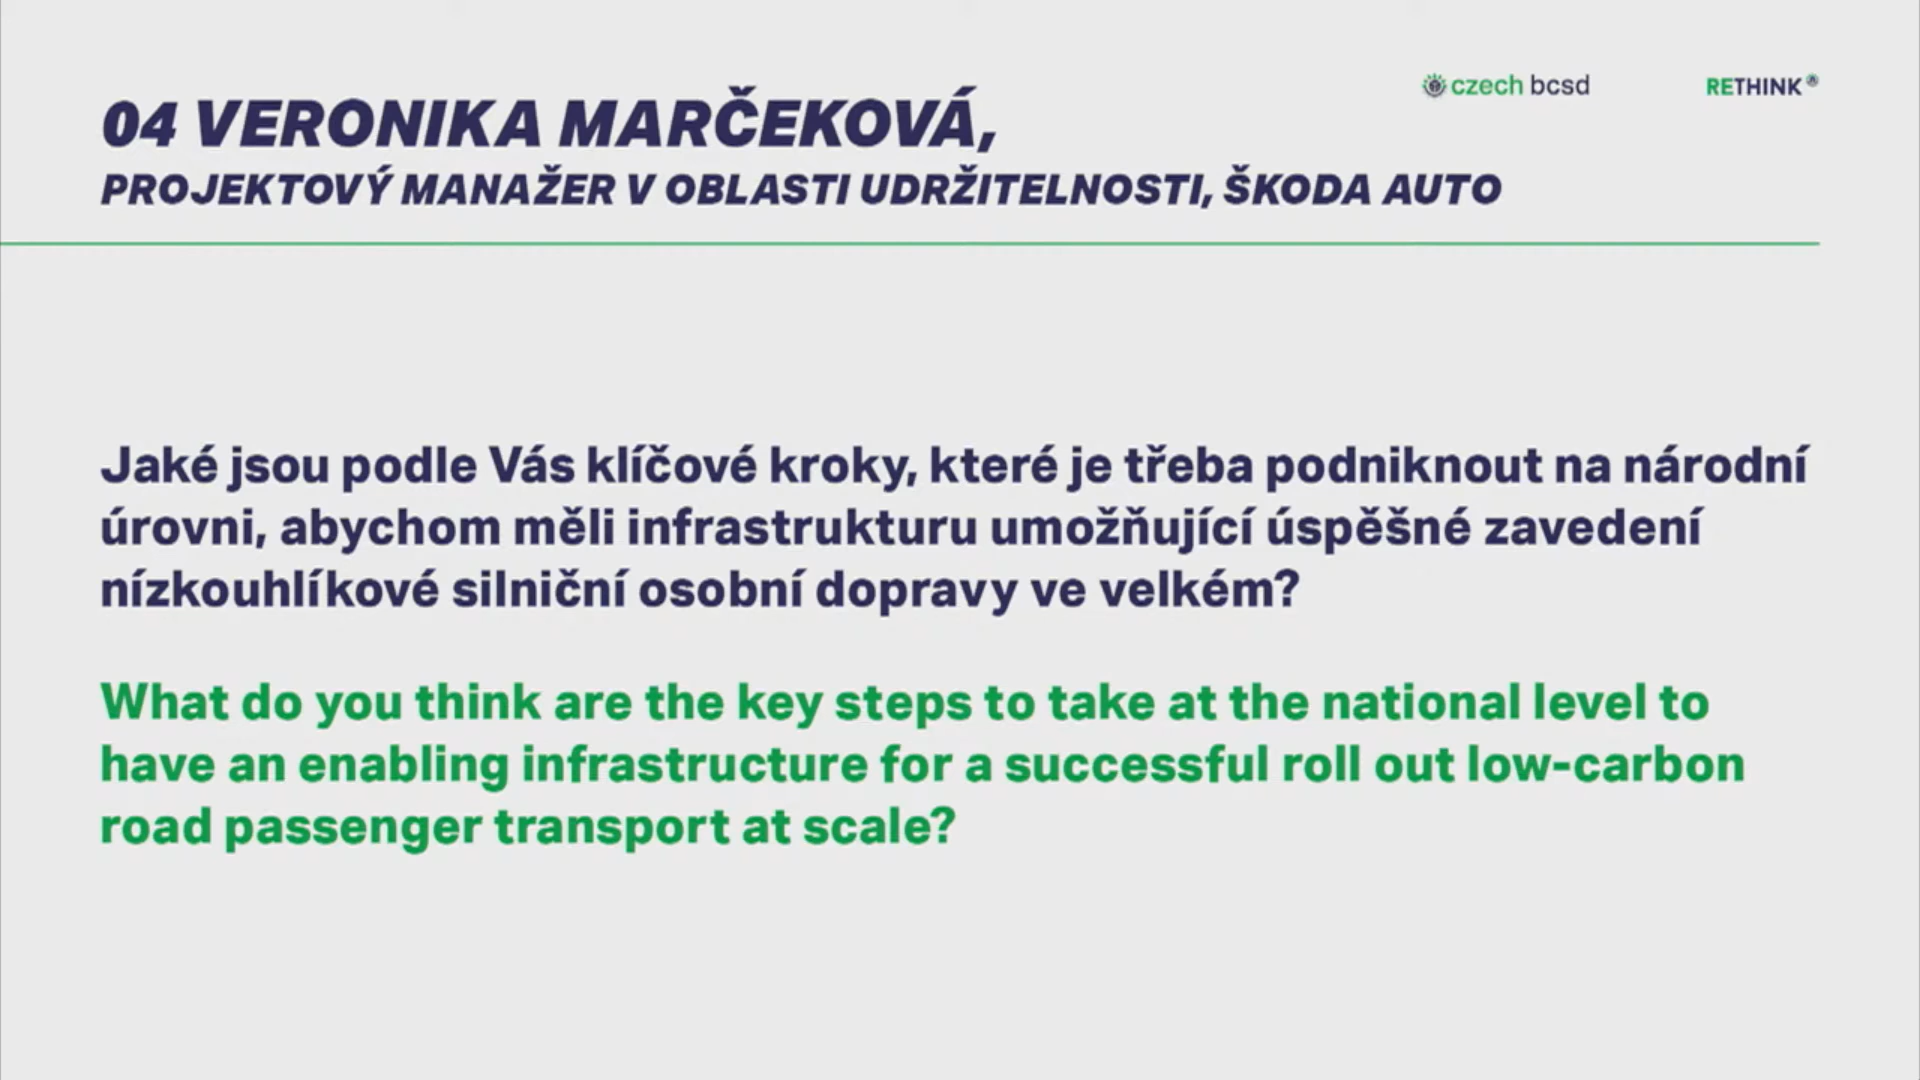 04 VERONIKA MARČEKOVÁ,
PROJEKTOVÝ MANAŽER V OBLASTI UDRŽITELNOSTI, ŠKODA AUTO
czech bcsd
RETHINK
Jaké jsou podle Vás klíčové kroky, které je třeba podniknout na národní
úrovni, abychom měli infrastrukturu umožňující úspěšné zavedení
nízkouhlíkové silniční osobní dopravy ve velkém?
What do you think are the key steps to take at the national level to
have an enabling infrastructure for a successful roll out low-carbon
road passenger transport at scale?